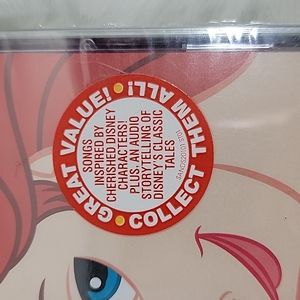 GREAT VALUE!
COLLECT THEM ALL!
SONGS
INSPIRED BY
CHERISHED DISNEY
CHARACTERS!
PLUS, AN AUDIO
STORYTELLING OF
DISNEY'S CLASSIC
TALES